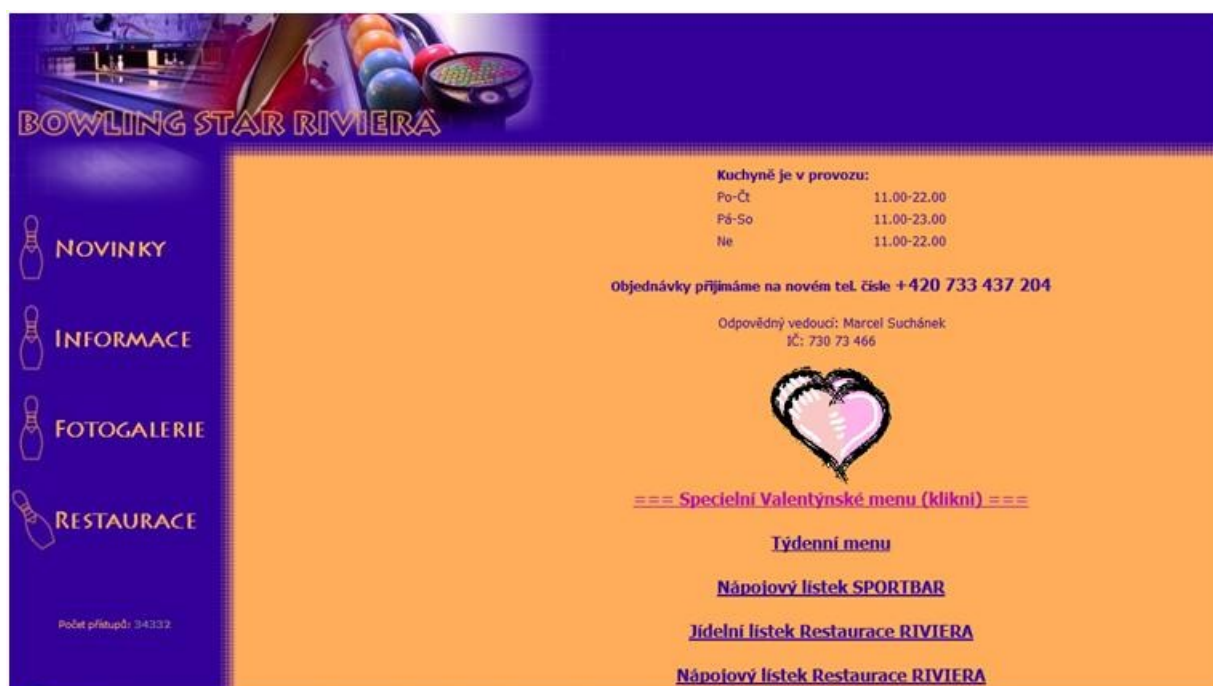 BOWLING STAR RIVIERA
NOVINKY
INFORMACE
FOTOGALERIE
RESTAURACE
Počet přístupů: 34332
Kuchyně je v provozu:
Po-Čt 11.00-22.00
Pá-So 11.00-23.00
Ne 11.00-22.00
Objednávky přijímáme na novém tel. čísle +420 733 437 204
Odpovědný vedoucí: Marcel Suchánek
IČ: 730 73 466
=== Specielní Valentýnské menu (klikni) ===
Týdenní menu
Nápojový lístek SPORTBAR
Jídelní lístek Restaurace RIVIERA
Nápojový lístek Restaurace RIVIERA